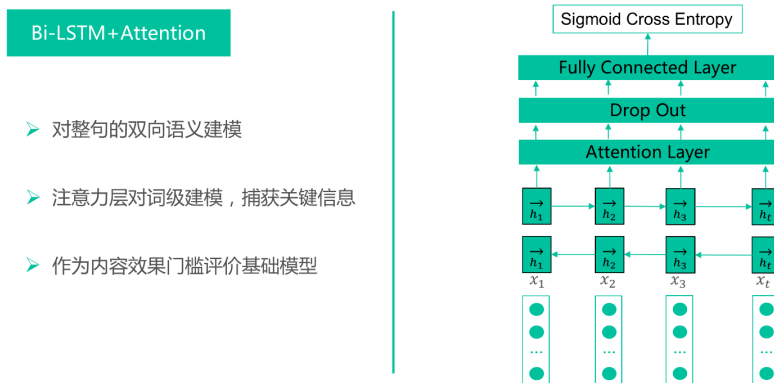 Bi-LSTM+Attention
➢ 对整句的双向语义建模
➢ 注意力层对词级建模，捕获关键信息
➢ 作为内容效果门槛评价基础模型
Sigmoid Cross Entropy
Fully Connected Layer
Drop Out
Attention Layer
h₁ h₂ h₃ hₜ
h₁ h₂ h₃ hₜ
x₁ x₂ x₃ xₜ
... ... ... ...